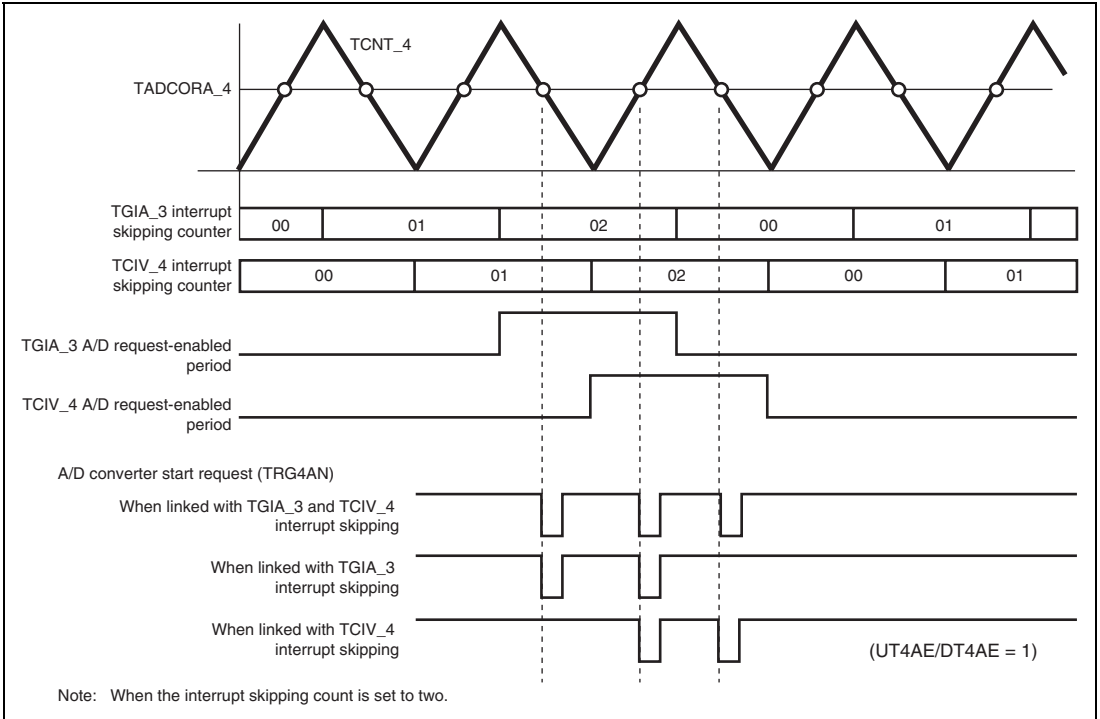 TCNT_4
TADCORA_4
TGIA_3 interrupt
skipping counter
00
01
02
00
01
TCIV_4 interrupt
skipping counter
00
01
02
00
01
TGIA_3 A/D request-enabled
period
TCIV_4 A/D request-enabled
period
A/D converter start request (TRG4AN)
When linked with TGIA_3 and TCIV_4
interrupt skipping
When linked with TGIA_3
interrupt skipping
When linked with TCIV_4
interrupt skipping
(UT4AE/DT4AE = 1)
Note: When the interrupt skipping count is set to two.